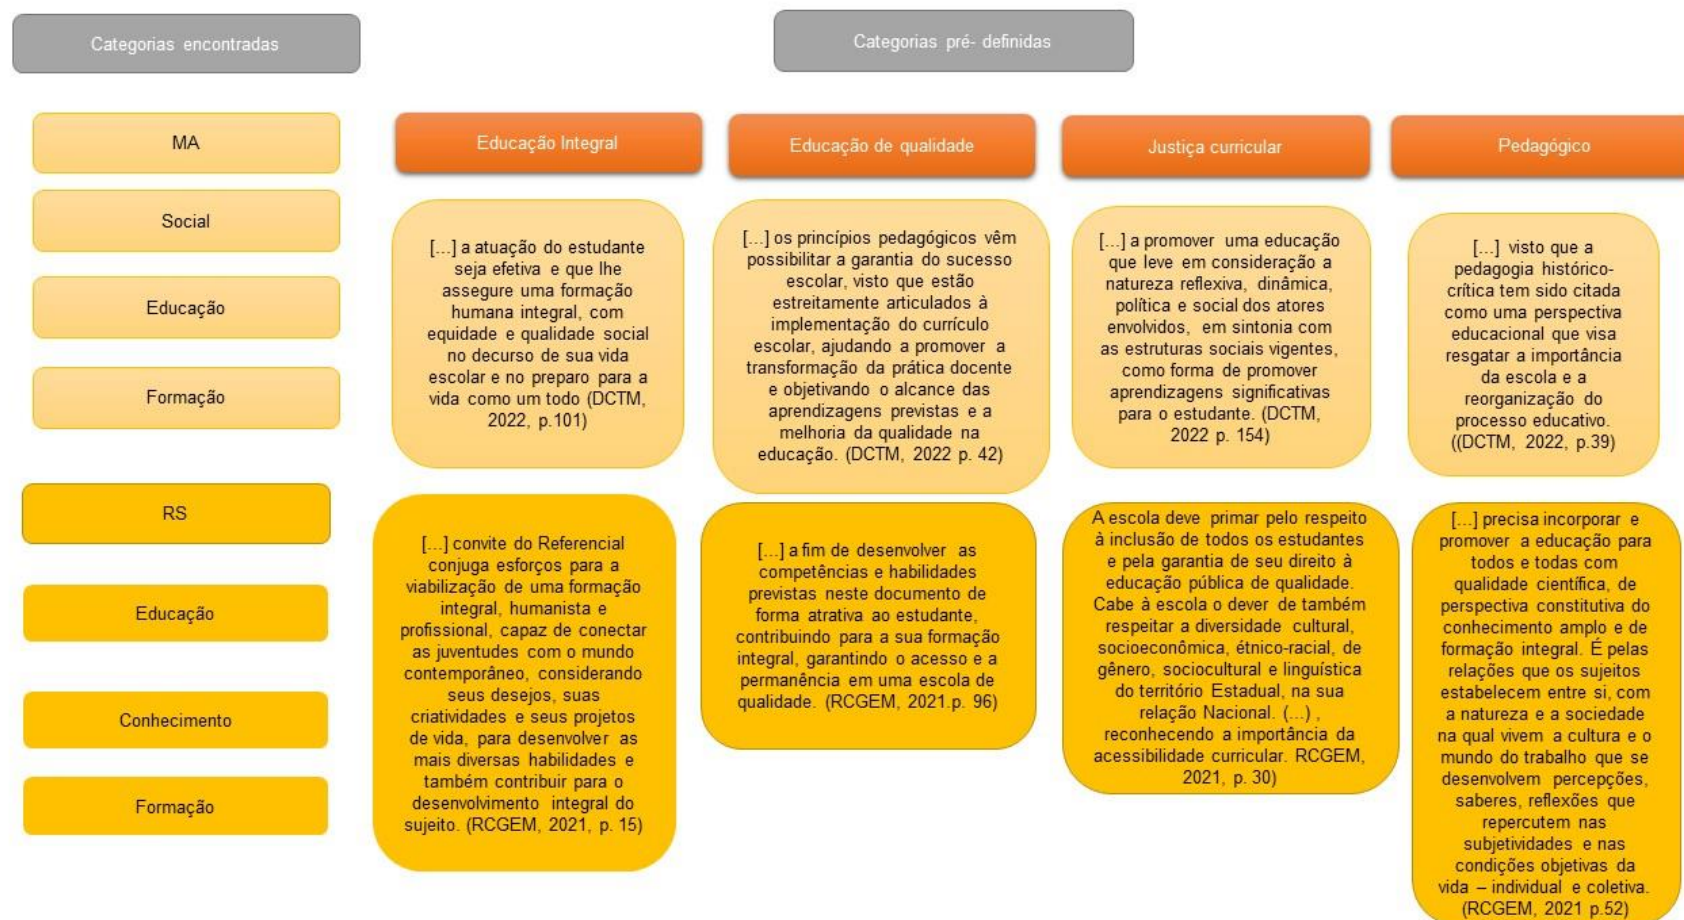 Categorias encontradas
Categorias pré- definidas
MA
Social
Educação
Formação
RS
Educação
Conhecimento
Formação
Educação Integral
[...] a atuação do estudante
seja efetiva e que lhe
assegure uma formação
humana integral, com
equidade e qualidade social
no decurso de sua vida
escolar e no preparo para a
vida como um todo (DCTM,
2022, p.101)
[...] convite do Referencial
conjuga esforços para a
viabilização de uma formação
integral, humanista e
profissional, capaz de conectar
as juventudes com o mundo
contemporâneo, considerando
seus desejos, suas
criatividades e seus projetos
de vida, para desenvolver as
mais diversas habilidades e
também contribuir para o
desenvolvimento integral do
sujeito. (RCGEM, 2021, p. 15)
Educação de qualidade
[...] os princípios pedagógicos vêm
possibilitar a garantia do sucesso
escolar, visto que estão
estreitamente articulados à
implementação do currículo
escolar, ajudando a promover a
transformação da prática docente
e objetivando o alcance das
aprendizagens previstas e a
melhoria da qualidade na
educação. (DCTM, 2022 p. 42)
[...] a fim de desenvolver as
competências e habilidades
previstas neste documento de
forma atrativa ao estudante,
contribuindo para a sua formação
integral, garantindo o acesso e a
permanência em uma escola de
qualidade. (RCGEM, 2021.p. 96)
Justiça curricular
[...] a promover uma educação
que leve em consideração a
natureza reflexiva, dinâmica,
política e social dos atores
envolvidos, em sintonia com
as estruturas sociais vigentes,
como forma de promover
aprendizagens significativas
para o estudante. (DCTM,
2022 p. 154)
A escola deve primar pelo respeito
à inclusão de todos os estudantes
e pela garantia de seu direito à
educação pública de qualidade.
Cabe à escola o dever de também
respeitar a diversidade cultural,
socioeconômica, étnico-racial, de
gênero, sociocultural e linguística
do território Estadual, na sua
relação Nacional. (...) ,
reconhecendo a importância da
acessibilidade curricular. RCGEM,
2021, p. 30)
Pedagógico
[...] visto que a
pedagogia histórico-
crítica tem sido citada
como uma perspectiva
educacional que visa
resgatar a importância
da escola e a
reorganização do
processo educativo.
((DCTM, 2022, p.39)
[...] precisa incorporar e
promover a educação para
todos e todas com
qualidade científica, de
perspectiva constitutiva do
conhecimento amplo e de
formação integral. É pelas
relações que os sujeitos
estabelecem entre si, com
a natureza e a sociedade
na qual vivem a cultura e o
mundo do trabalho que se
desenvolvem percepções,
saberes, reflexões que
repercutem nas
subjetividades e nas
condições objetivas da
vida – individual e coletiva.
(RCGEM, 2021 p.52)